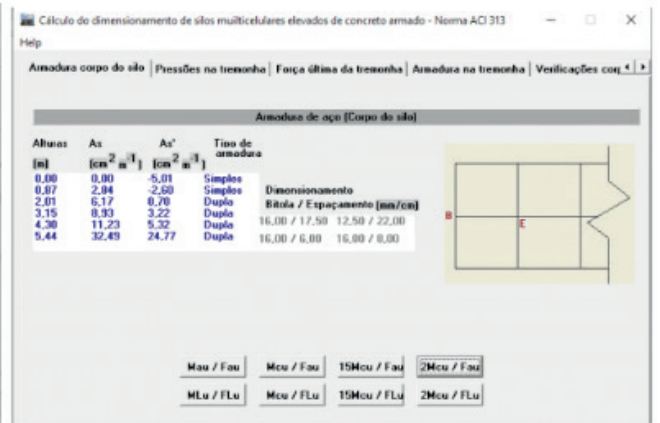 Cálculo do dimensionamento de silos muilticelulares elevados de concreto armado - Norma ACI 313
Help
Armadura corpo do silo | Pressões na tremonha | Força última da tremonha | Armadura na tremonha | Verificações corp
Armadura de aço (Corpo do silo)
Alturas As As' Tipo de armadura
[m] [cm² m⁻¹] [cm² m⁻¹]
0,00 0,00 -5,01 Simples
0,87 2,84 -2,60 Simples
2,01 6,17 0,70 Dupla
3,15 8,93 3,22 Dupla
4,30 11,23 5,32 Dupla
5,44 32,49 24,77 Dupla
Dimensionamento
Bitola / Espaçamento [mm/cm]
16,00 / 17,50 12,50 / 22,00
16,00 / 6,00 16,00 / 8,00
B
E
Mau / Fau Mcu / Fau 15Mcu / Fau 2Mcu / Fau
MLu / FLu Mcu / FLu 15Mcu / FLu 2Mcu / FLu